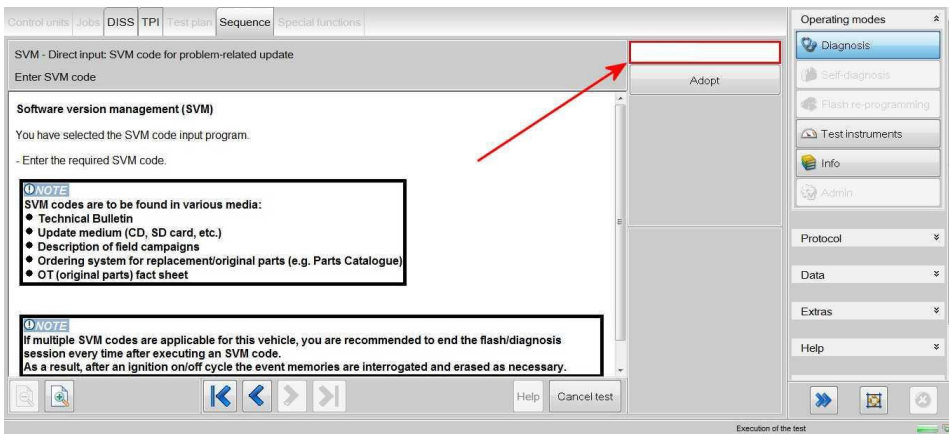 Control units Jobs DISS TPI Test plan Sequence Special functions
SVM - Direct input: SVM code for problem-related update
Enter SVM code
Adopt
Software version management (SVM)
You have selected the SVM code input program.
- Enter the required SVM code.
NOTE
SVM codes are to be found in various media:
● Technical Bulletin
● Update medium (CD, SD card, etc.)
● Description of field campaigns
● Ordering system for replacement/original parts (e.g. Parts Catalogue)
● OT (original parts) fact sheet
NOTE
If multiple SVM codes are applicable for this vehicle, you are recommended to end the flash/diagnosis
session every time after executing an SVM code.
As a result, after an ignition on/off cycle the event memories are interrogated and erased as necessary.
Help Cancel test
Operating modes
Diagnosis
Self-diagnosis
Flash re-programming
Test instruments
Info
Admin
Protocol
Data
Extras
Help
Execution of the test